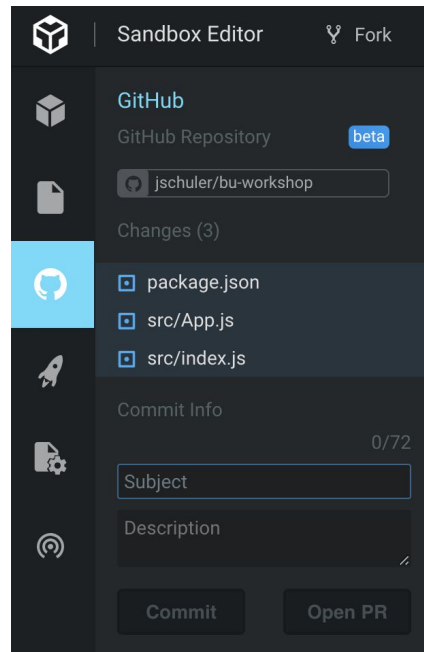 Sandbox Editor Fork
GitHub
GitHub Repository beta
jschuler/bu-workshop
Changes (3)
package.json
src/App.js
src/index.js
Commit Info
0/72
Subject
Description
Commit Open PR